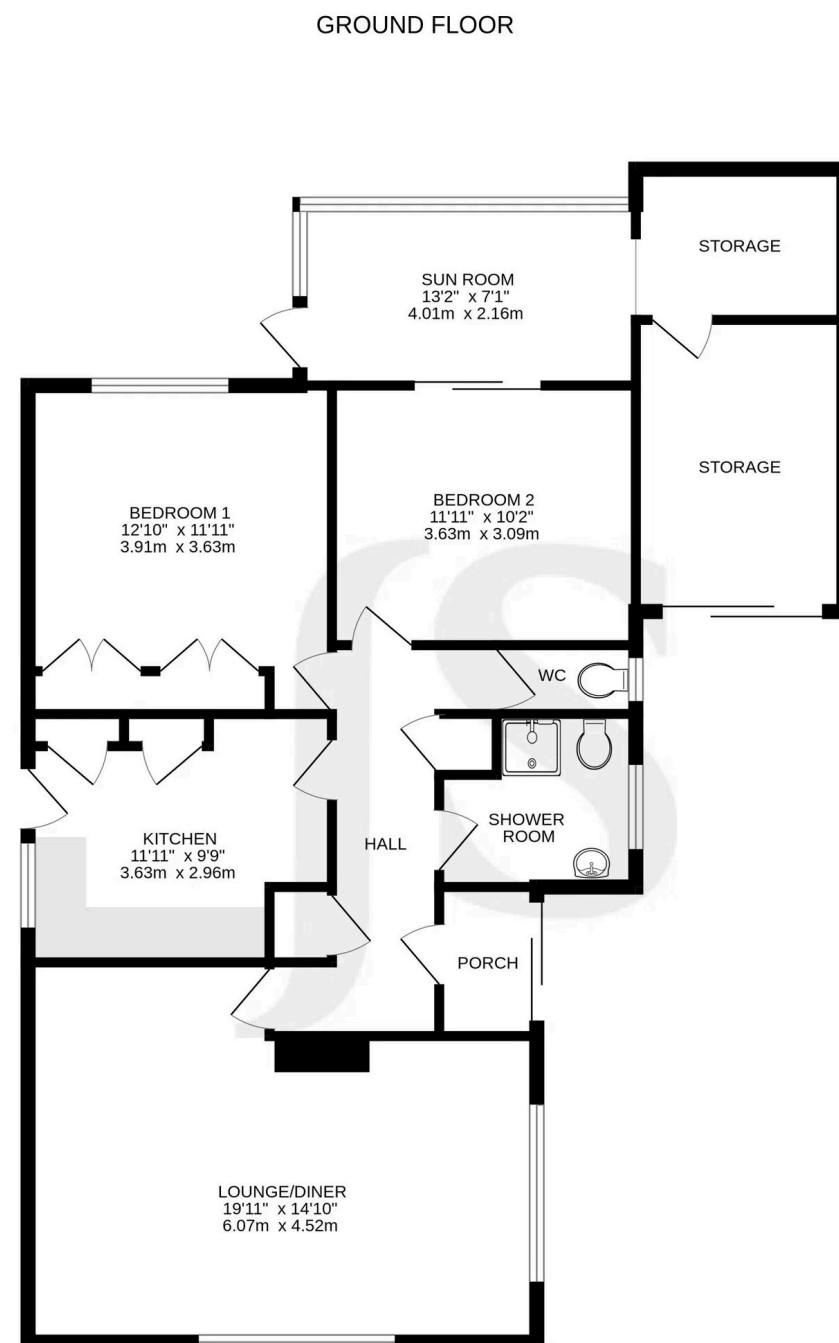 GROUND FLOOR
STORAGE
SUN ROOM
13'2" x 7'1"
4.01m x 2.16m
STORAGE
BEDROOM 1
12'10" x 11'11"
3.91m x 3.63m
BEDROOM 2
11'11" x 10'2"
3.63m x 3.09m
WC
SHOWER
ROOM
KITCHEN
11'11" x 9'9"
3.63m x 2.96m
HALL
PORCH
LOUNGE/DINER
19'11" x 14'10"
6.07m x 4.52m
JS